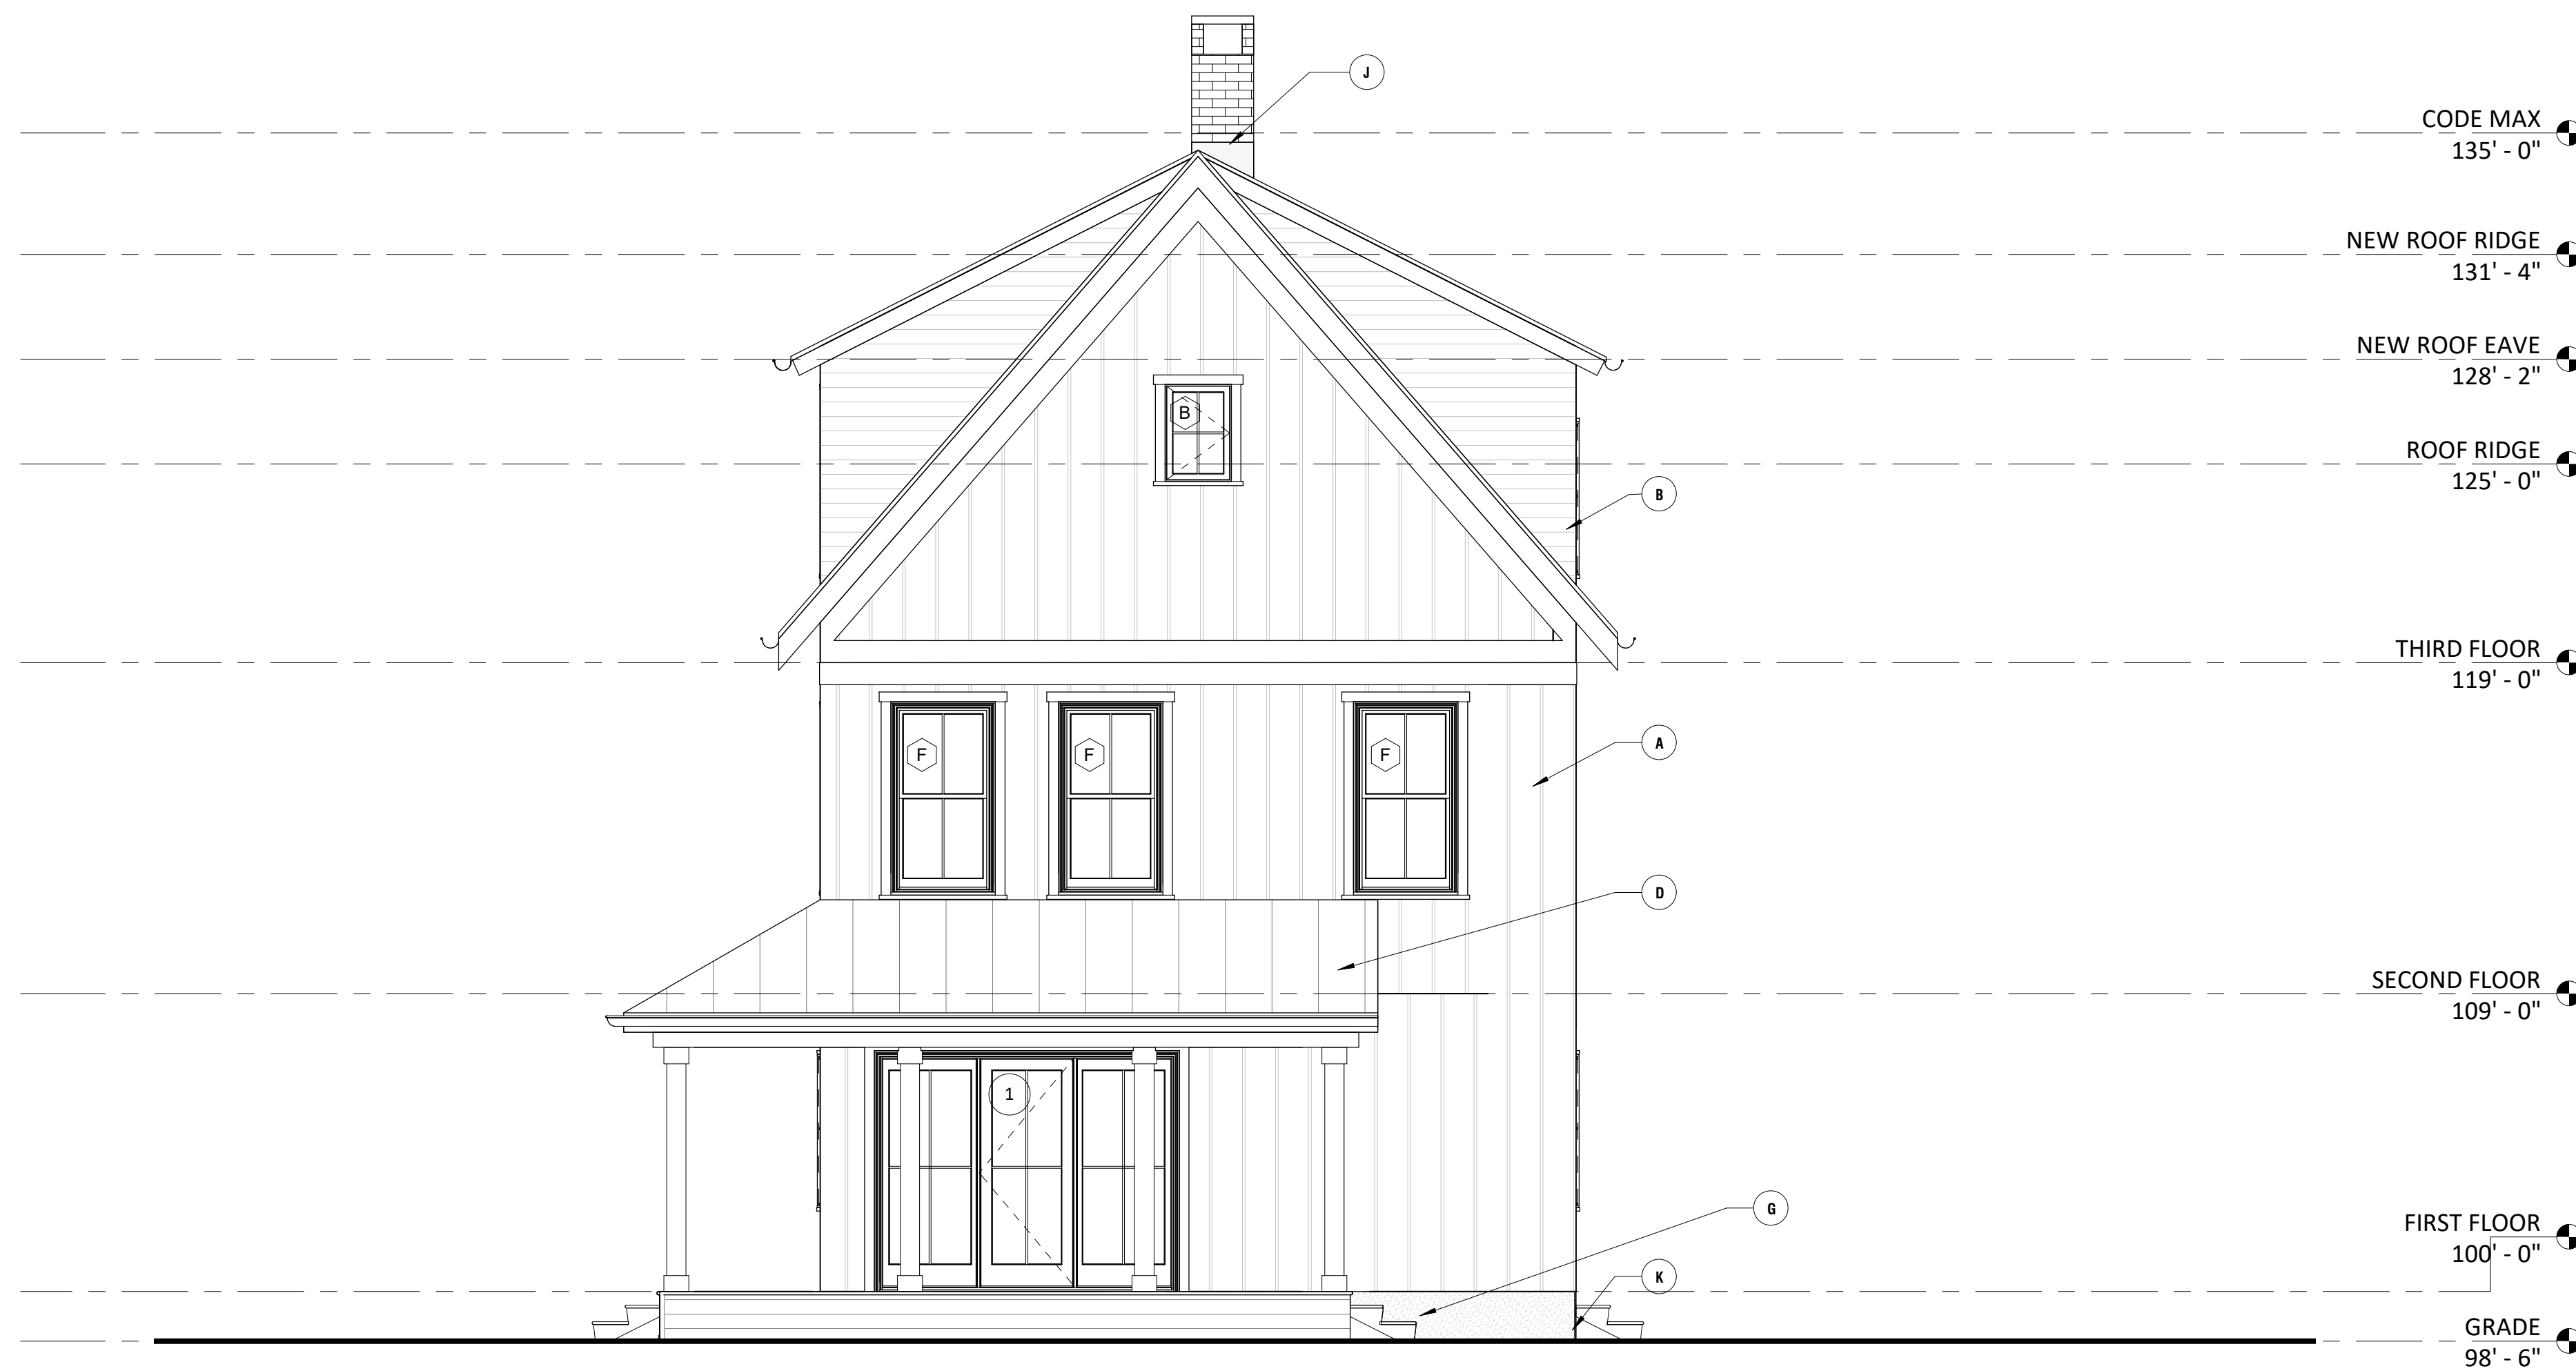 J
CODE MAX
135' - 0"
NEW ROOF RIDGE
131' - 4"
NEW ROOF EAVE
128' - 2"
B
ROOF RIDGE
125' - 0"
B
THIRD FLOOR
119' - 0"
F
F
F
A
D
SECOND FLOOR
109' - 0"
1
G
FIRST FLOOR
100' - 0"
K
GRADE
98' - 6"